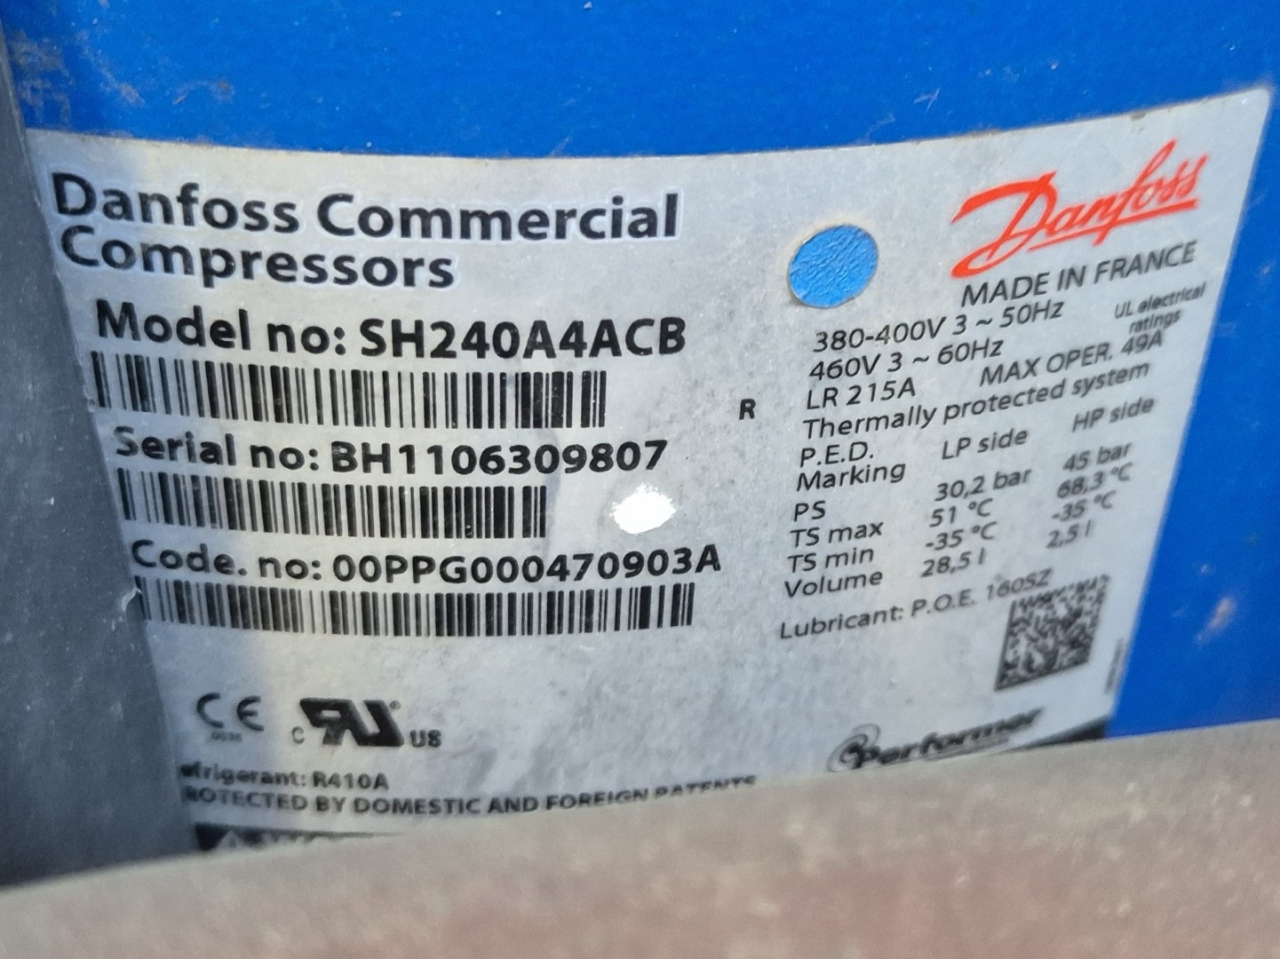 Danfoss Commercial
Compressors
Model no: SH240A4ACB
Serial no: BH1106309807
Code. no: 00PPG000470903A
CE
C UL US
R
frigerant: R410A
ROTECTED BY DOMESTIC AND FOREIGN PATENTS
Danfoss
MADE IN FRANCE
380-400V 3 ~ 50Hz UL electrical
ratings
460V 3 ~ 60Hz
LR 215A MAX OPER. 49A
Thermally protected system
P.E.D.
Marking LP side HP side
PS 30,2 bar 45 bar
TS max 51 °C 68,3 °C
TS min -35 °C -35 °C
Volume 28,5 l 2,5 l
Lubricant: P.O.E. 160SZ
Performer